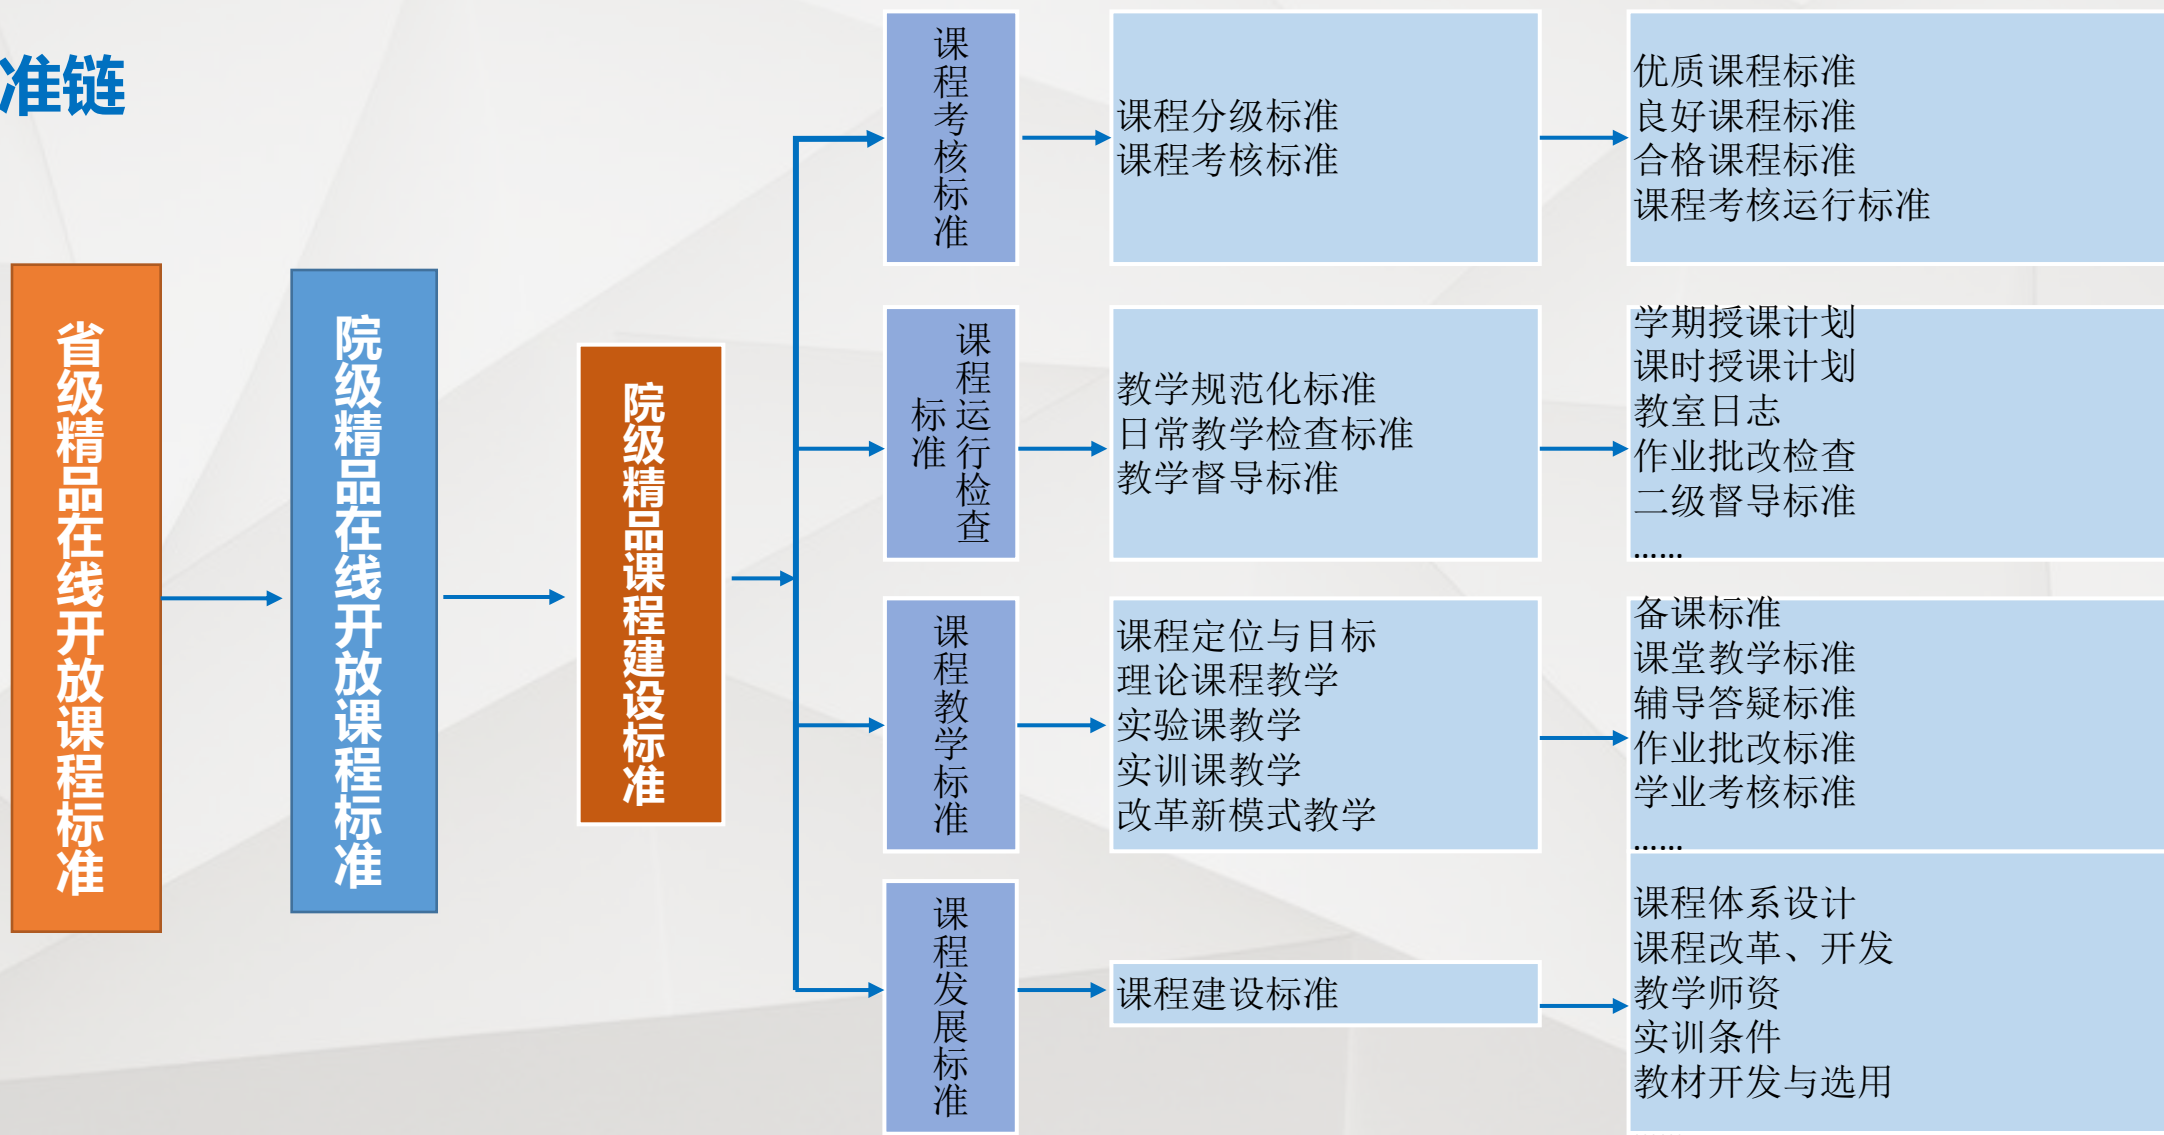 准链
省级精品在线开放课程标准
院级精品在线开放课程标准
院级精品课程建设标准
课程考核标准
课程分级标准
课程考核标准
优质课程标准
良好课程标准
合格课程标准
课程考核运行标准
课程运行检查
标准
教学规范化标准
日常教学检查标准
教学督导标准
学期授课计划
课时授课计划
教室日志
作业批改检查
二级督导标准
……
课程教学标准
课程定位与目标
理论课程教学
实验课教学
实训课教学
改革新模式教学
备课标准
课堂教学标准
辅导答疑标准
作业批改标准
学业考核标准
……
课程发展标准
课程建设标准
课程体系设计
课程改革、开发
教学师资
实训条件
教材开发与选用